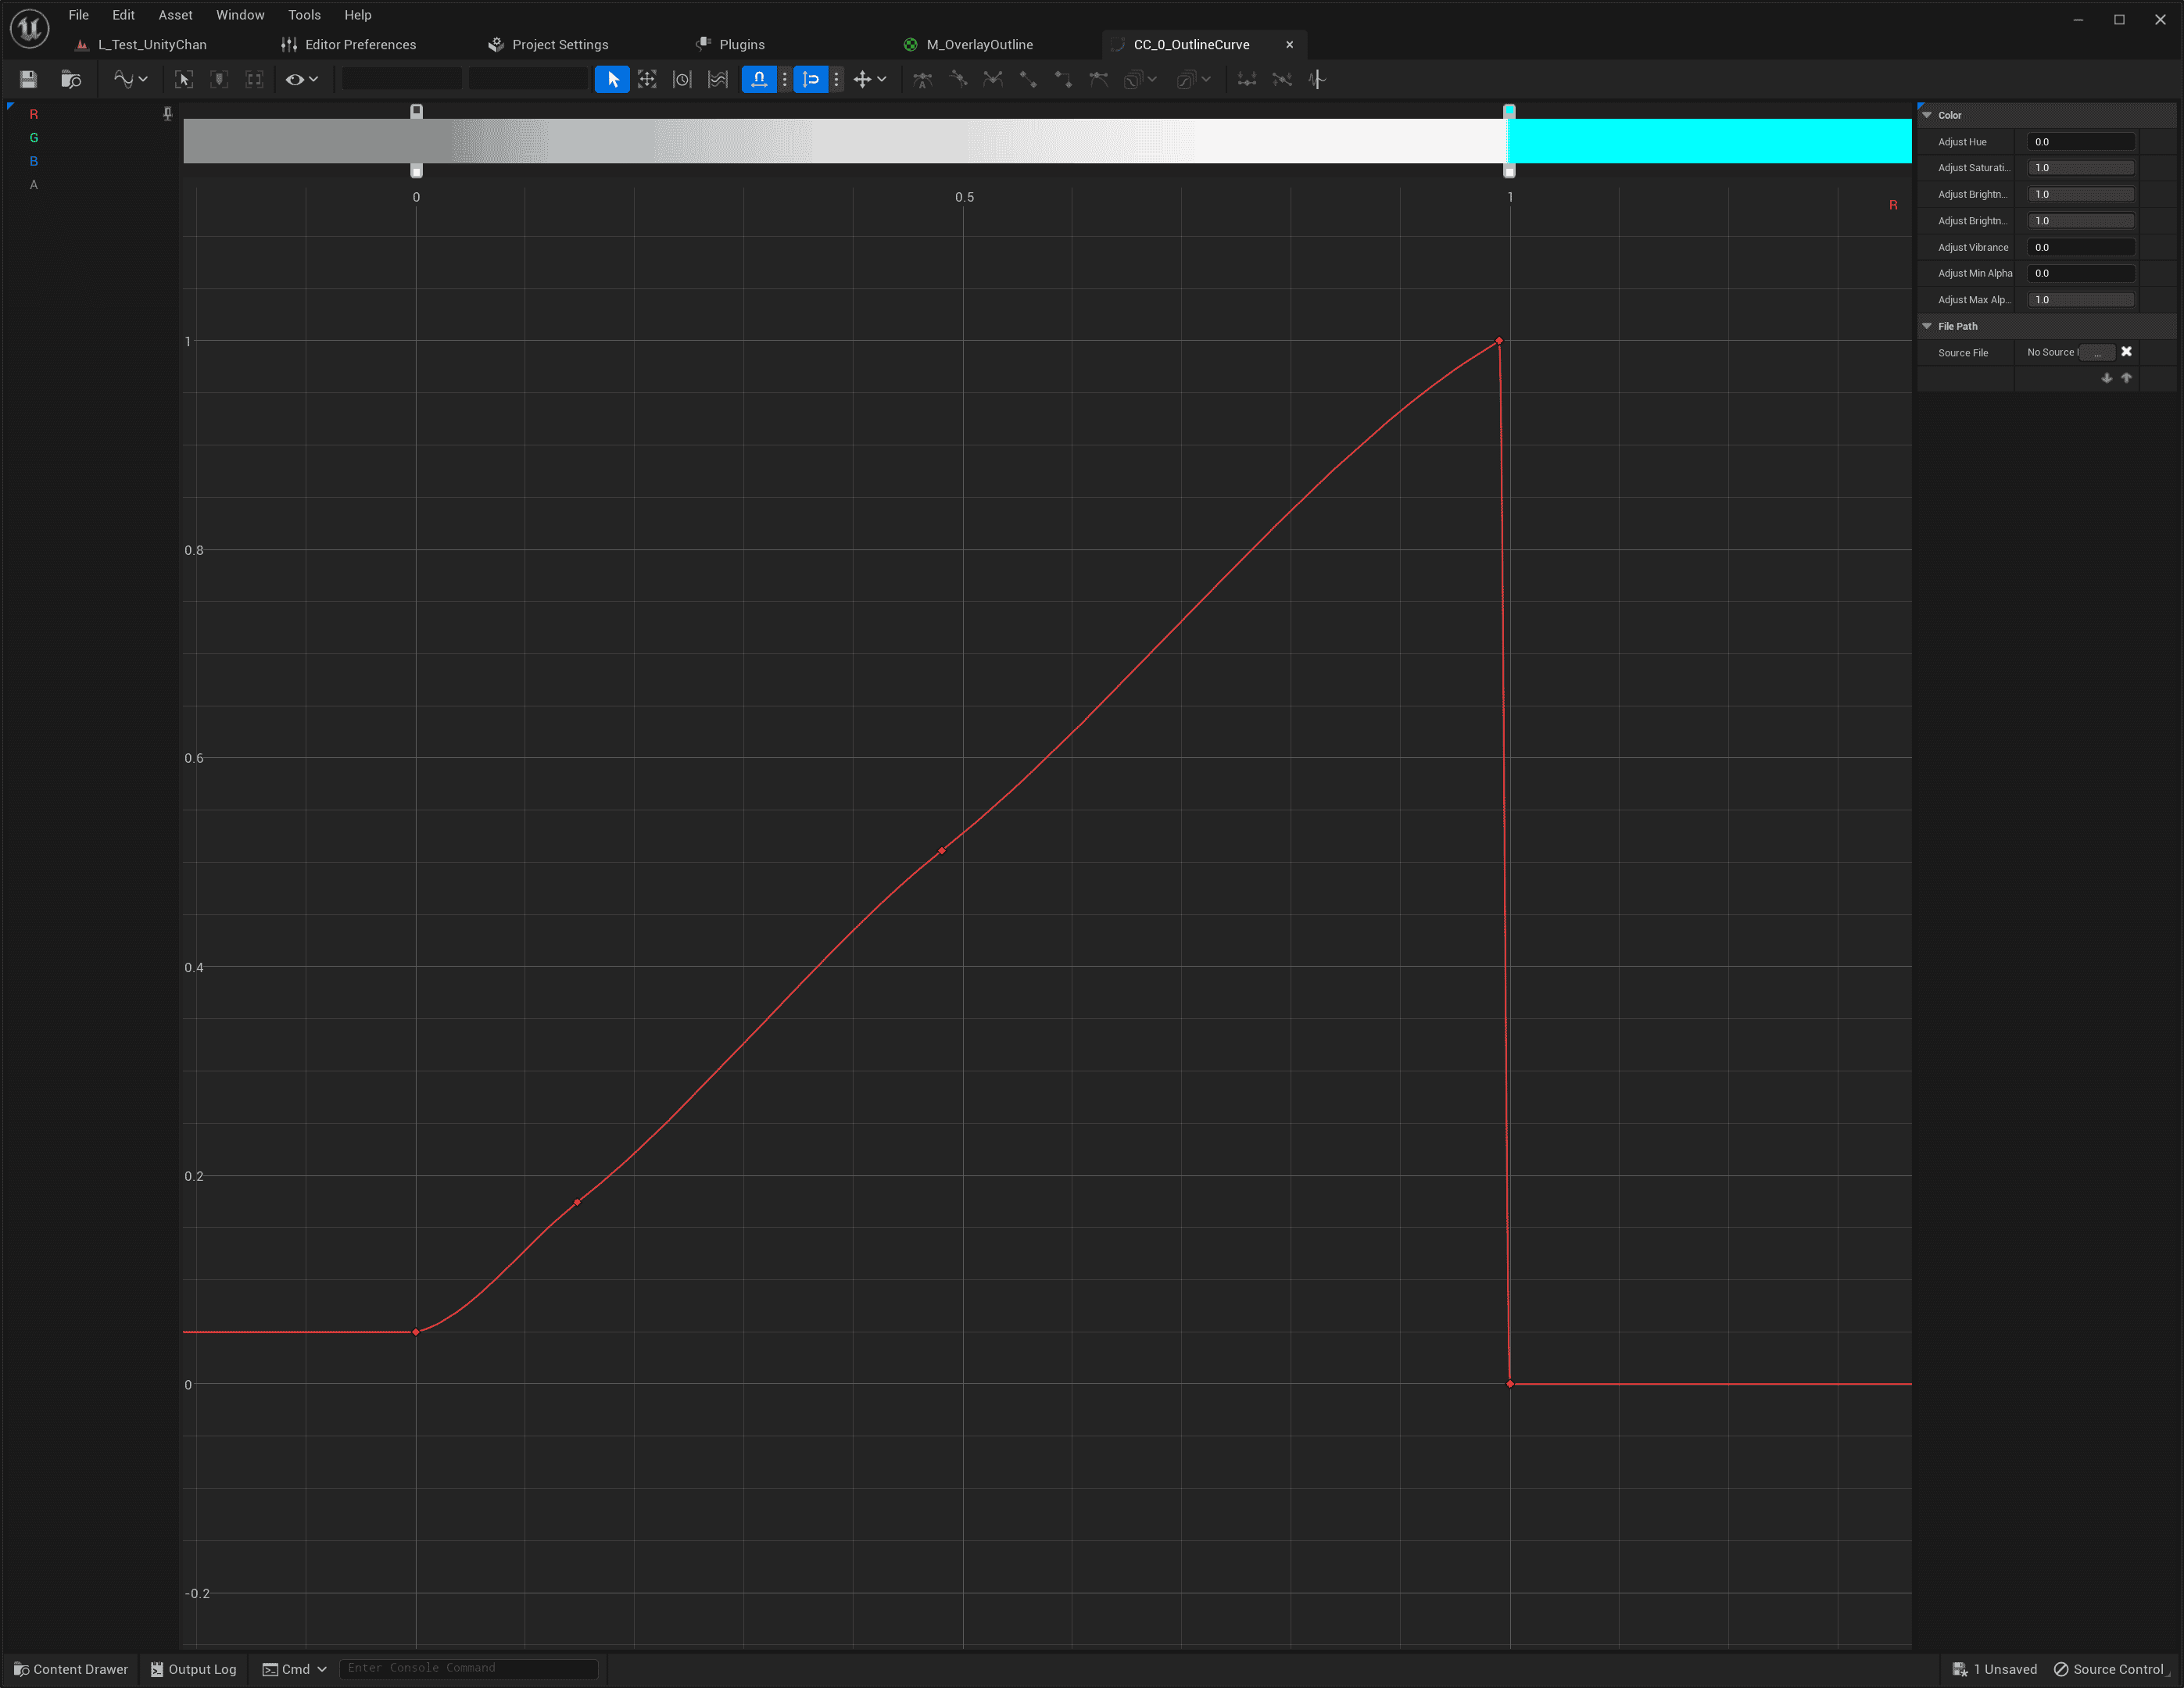 File Edit Asset Window Tools Help
L_Test_UnityChan Editor Preferences Project Settings Plugins M_OverlayOutline CC_0_OutlineCurve
R
G
B
A
0 0.5 1
R
1
0.8
0.6
0.4
0.2
0
-0.2
Color
Adjust Hue 0.0
Adjust Saturati... 1.0
Adjust Brightn... 1.0
Adjust Brightn... 1.0
Adjust Vibrance 0.0
Adjust Min Alpha 0.0
Adjust Max Alp... 1.0
File Path
Source File No Source ...
Content Drawer Output Log Cmd Enter Console Command 1 Unsaved Source Control